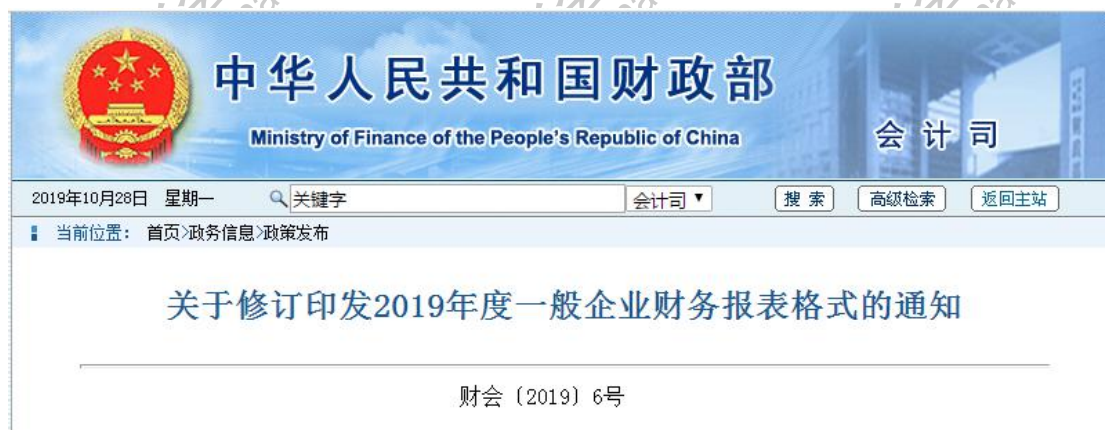 中华人民共和国财政部
Ministry of Finance of the People's Republic of China
会计司
2019年10月28日 星期一 关键字 会计司 搜索 高级检索 返回主站
当前位置： 首页>政务信息>政策发布
关于修订印发2019年度一般企业财务报表格式的通知
财会〔2019〕6号